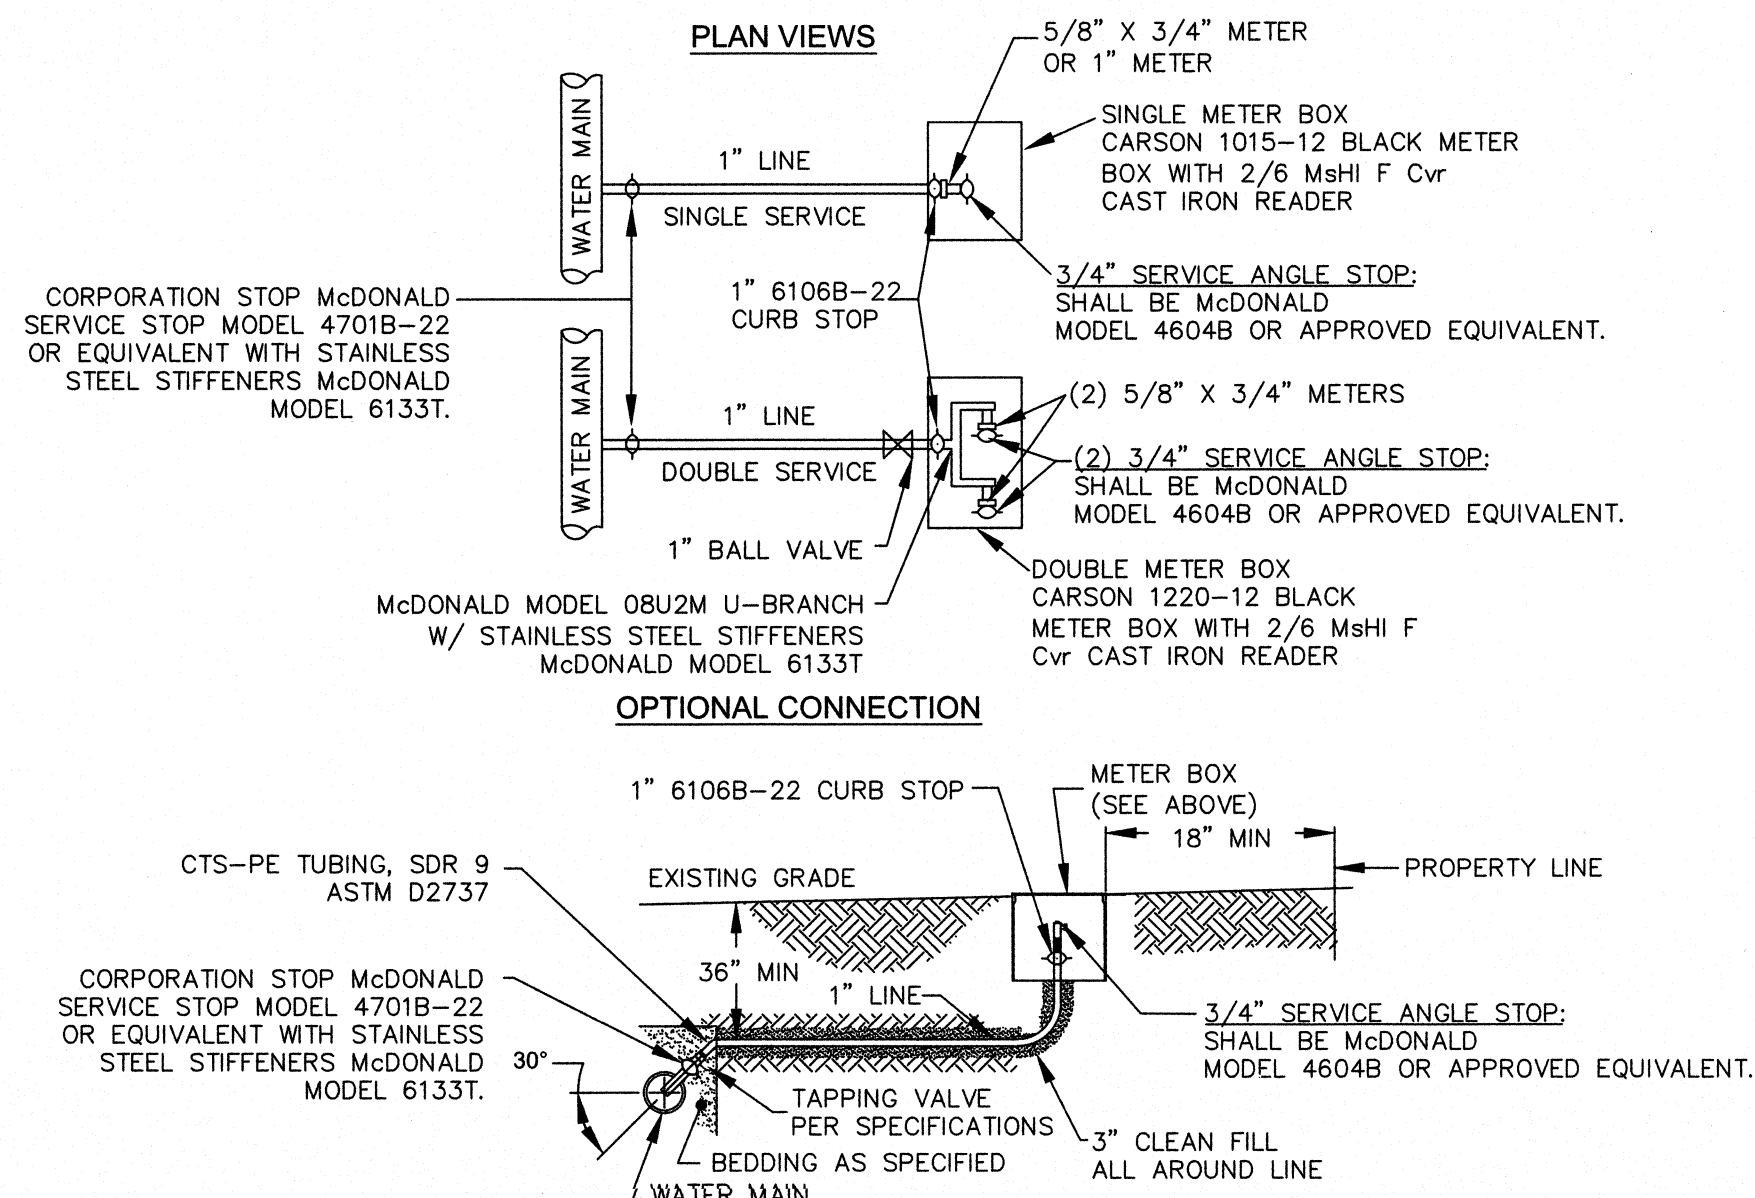 PLAN VIEWS
5/8" X 3/4" METER
OR 1" METER
SINGLE METER BOX
CARSON 1015-12 BLACK METER
BOX WITH 2/6 MsHI F Cvr
CAST IRON READER
WATER MAIN
1" LINE
SINGLE SERVICE
3/4" SERVICE ANGLE STOP:
SHALL BE McDONALD
MODEL 4604B OR APPROVED EQUIVALENT.
CORPORATION STOP McDONALD
SERVICE STOP MODEL 4701B-22
OR EQUIVALENT WITH STAINLESS
STEEL STIFFENERS McDONALD
MODEL 6133T.
1" 6106B-22
CURB STOP
WATER MAIN
1" LINE
DOUBLE SERVICE
(2) 5/8" X 3/4" METERS
(2) 3/4" SERVICE ANGLE STOP:
SHALL BE McDONALD
MODEL 4604B OR APPROVED EQUIVALENT.
1" BALL VALVE
McDONALD MODEL 08U2M U-BRANCH
W/ STAINLESS STEEL STIFFENERS
McDONALD MODEL 6133T
DOUBLE METER BOX
CARSON 1220-12 BLACK
METER BOX WITH 2/6 MsHI F
Cvr CAST IRON READER
OPTIONAL CONNECTION
1" 6106B-22 CURB STOP
METER BOX
(SEE ABOVE)
18" MIN
PROPERTY LINE
CTS-PE TUBING, SDR 9
ASTM D2737
EXISTING GRADE
36" MIN
1" LINE
CORPORATION STOP McDONALD
SERVICE STOP MODEL 4701B-22
OR EQUIVALENT WITH STAINLESS
STEEL STIFFENERS McDONALD
MODEL 6133T.
30°
3/4" SERVICE ANGLE STOP:
SHALL BE McDONALD
MODEL 4604B OR APPROVED EQUIVALENT.
TAPPING VALVE
PER SPECIFICATIONS
3" CLEAN FILL
ALL AROUND LINE
BEDDING AS SPECIFIED
WATER MAIN